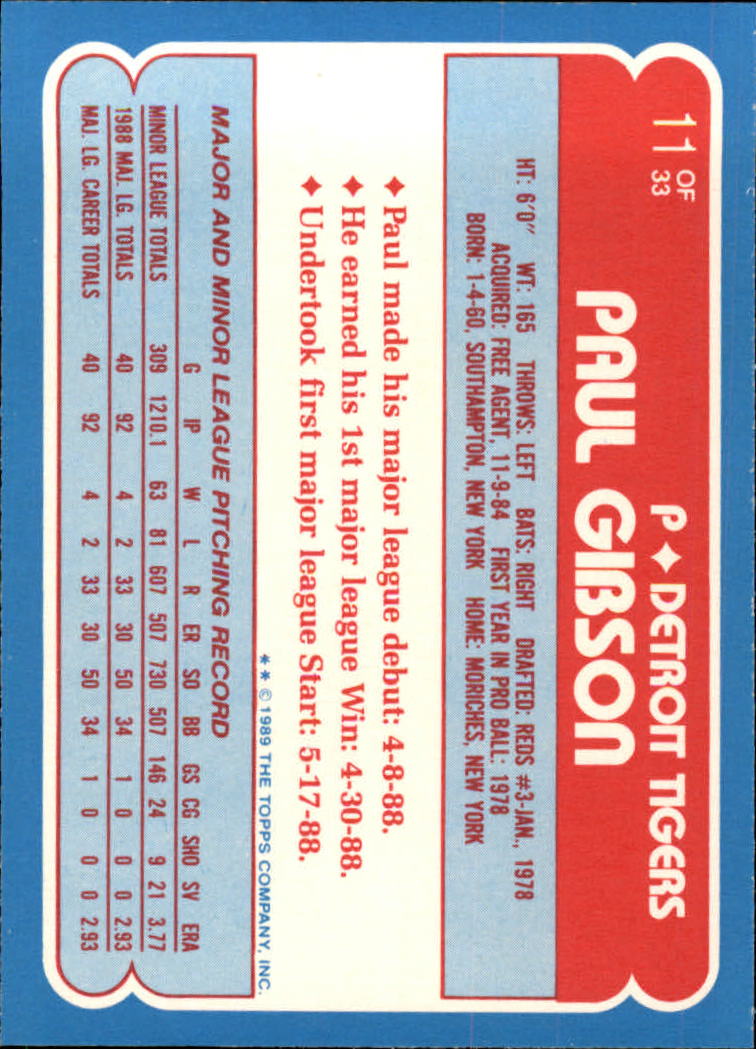 11 OF 33
P ✦ DETROIT TIGERS
PAUL GIBSON
HT: 6'0" WT: 165 THROWS: LEFT BATS: RIGHT DRAFTED: REDS #3-JAN., 1978
ACQUIRED: FREE AGENT, 11-9-84 FIRST YEAR IN PRO BALL: 1978
BORN: 1-4-60, SOUTHAMPTON, NEW YORK HOME: MORICHES, NEW YORK
✦ Paul made his major league debut: 4-8-88.
✦ He earned his 1st major league Win: 4-30-88.
✦ Undertook first major league Start: 5-17-88.
** © 1989 THE TOPPS COMPANY, INC.
MAJOR AND MINOR LEAGUE PITCHING RECORD
G IP W L R ER SO BB GS CG SHO SV ERA
MINOR LEAGUE TOTALS 309 1210.1 63 81 607 507 730 507 146 24 9 21 3.77
1988 MAJ. LG. TOTALS 40 92 4 2 33 30 50 34 1 0 0 0 2.93
MAJ. LG. CAREER TOTALS 40 92 4 2 33 30 50 34 1 0 0 0 2.93